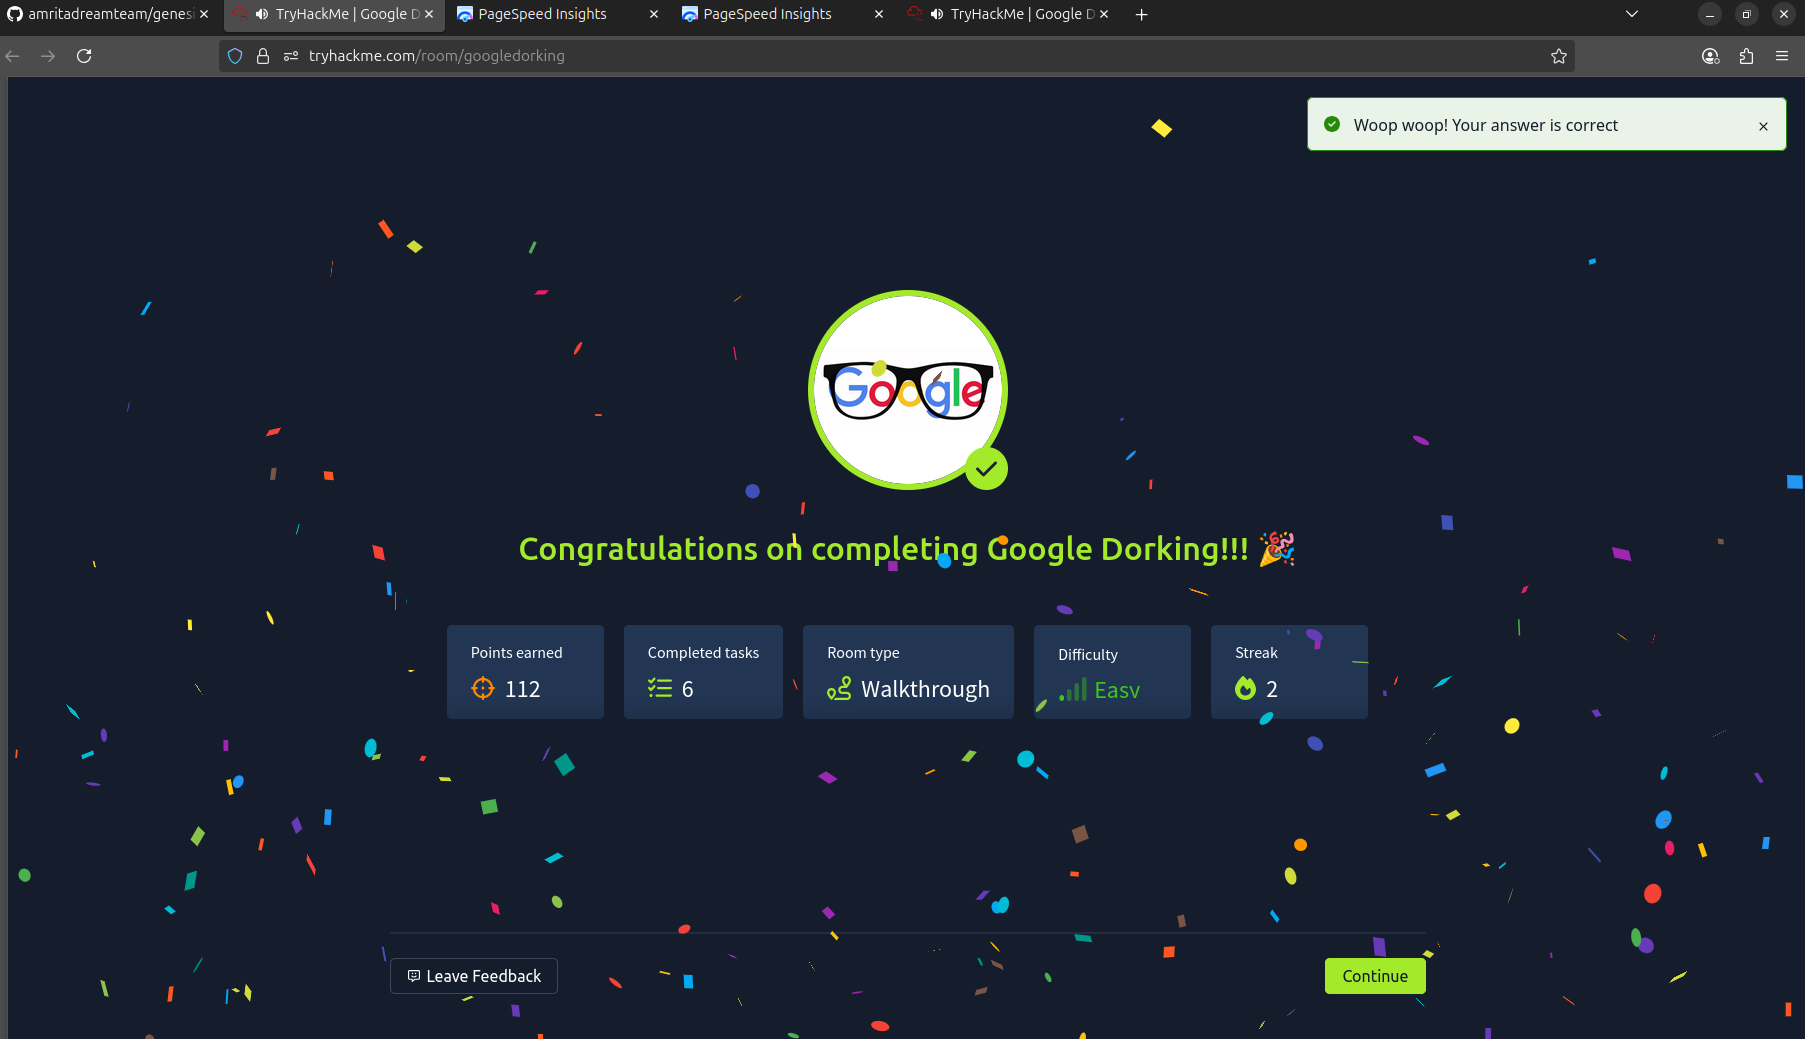 amritadreamteam/genesi
TryHackMe | Google D
PageSpeed Insights
PageSpeed Insights
TryHackMe | Google D
tryhackme.com/room/googledorking
Woop woop! Your answer is correct
Google
Congratulations on completing Google Dorking!!! 🎉
Points earned
112
Completed tasks
6
Room type
Walkthrough
Difficulty
Easy
Streak
2
Leave Feedback
Continue